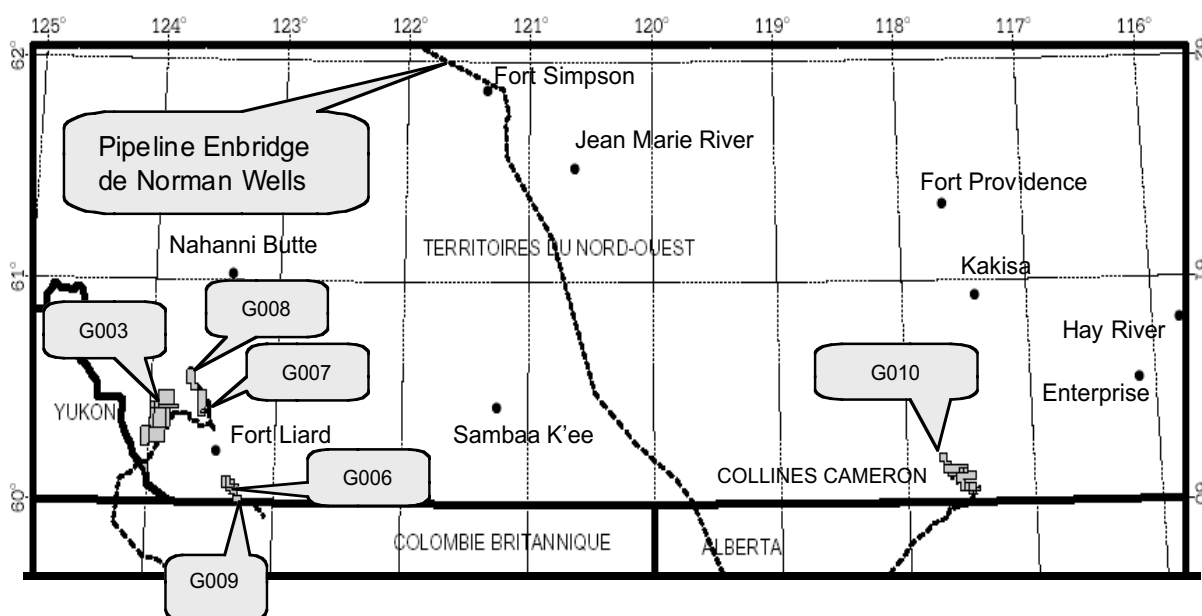 125° 124° 123° 122° 121° 120° 119° 118° 117° 116°
62°
Fort Simpson
Pipeline Enbridge
de Norman Wells
Jean Marie River
Fort Providence
Nahanni Butte
TERRITOIRES DU NORD-OUEST
61°
Kakisa
G008
G003
Hay River
G007
G010
Enterprise
YUKON
Fort Liard
Sambaa K'ee
G006
COLLINES CAMERON
60°
COLOMBIE BRITANNIQUE
ALBERTA
G009